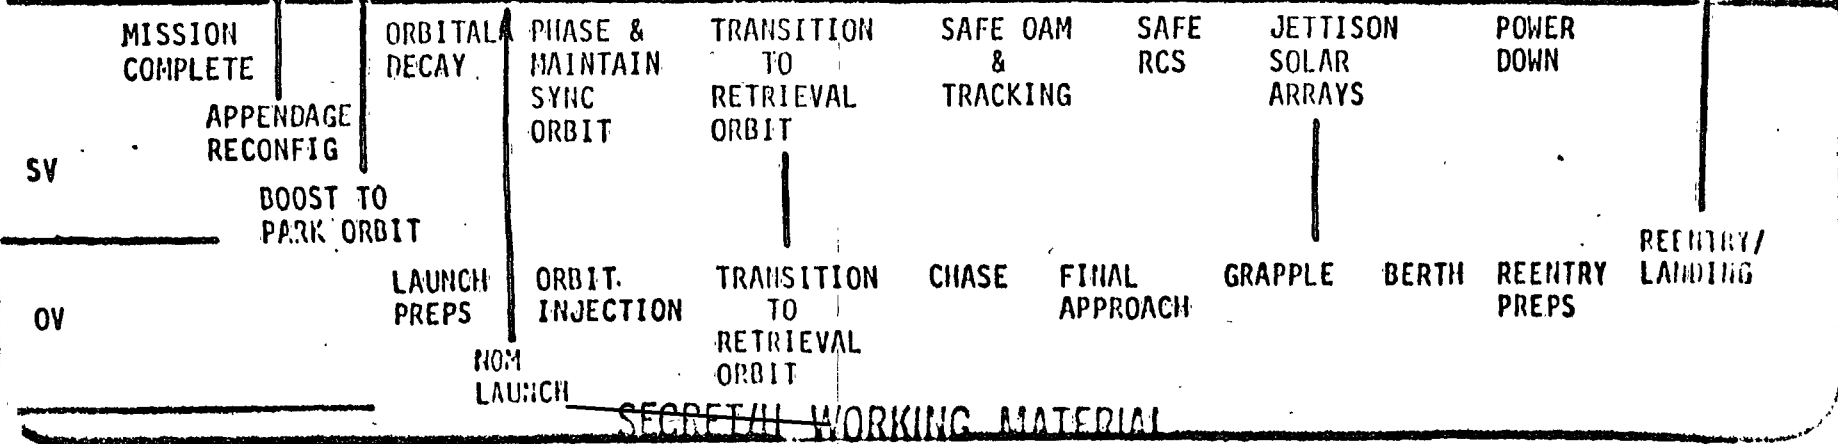 MISSION
COMPLETE
APPENDAGE
RECONFIG
BOOST TO
PARK ORBIT
ORBITAL
DECAY
PHASE &
MAINTAIN
SYNC
ORBIT
TRANSITION
TO
RETRIEVAL
ORBIT
SAFE OAM
&
TRACKING
SAFE
RCS
JETTISON
SOLAR
ARRAYS
POWER
DOWN
SV
OV
LAUNCH
PREPS
NOM
LAUNCH
ORBIT
INJECTION
TRANSITION
TO
RETRIEVAL
ORBIT
CHASE
FINAL
APPROACH
GRAPPLE
BERTH
REENTRY
PREPS
REENTRY/
LANDING
SECRET/H WORKING MATERIAL